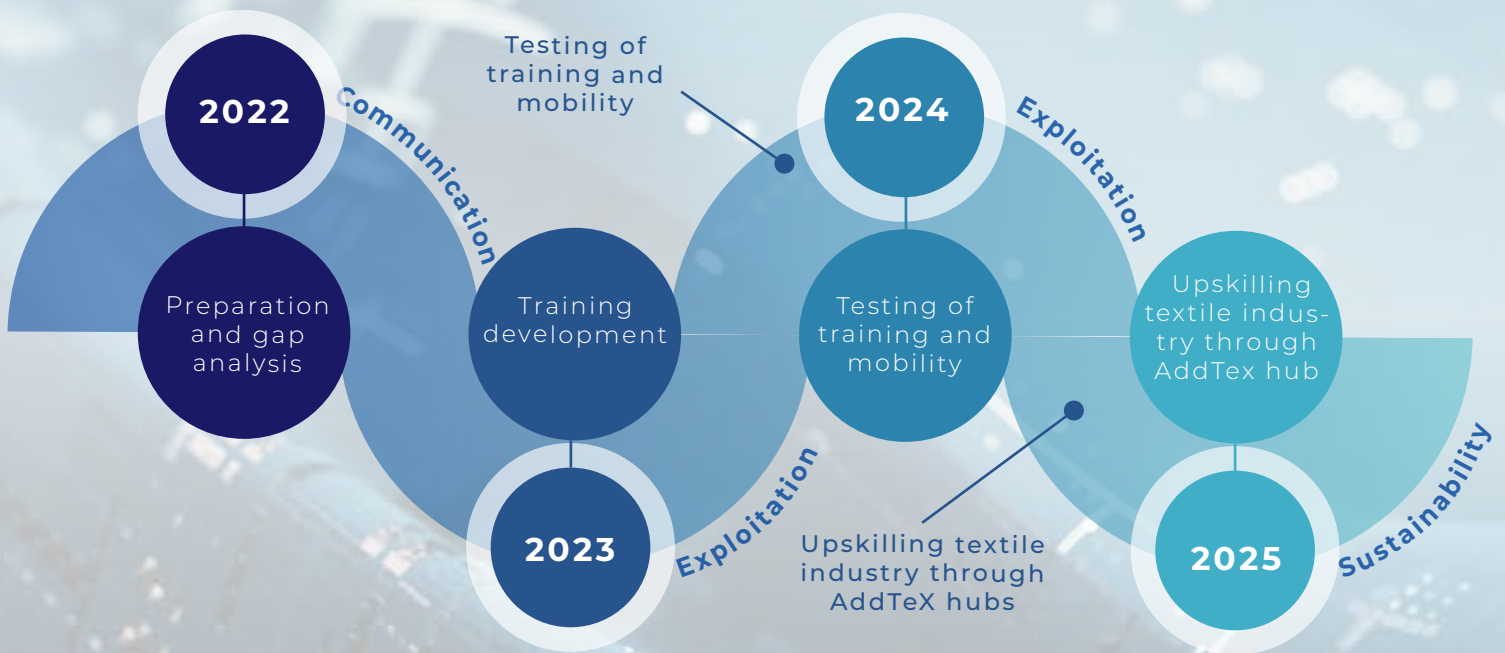 2022
Communication
Preparation
and gap
analysis
Training
development
2023
Exploitation
Testing of
training and
mobility
2024
Exploitation
Testing of
training and
mobility
Upskilling textile
industry through
AddTeX hubs
Upskilling
textile indus-
try through
AddTex hub
2025
Sustainability